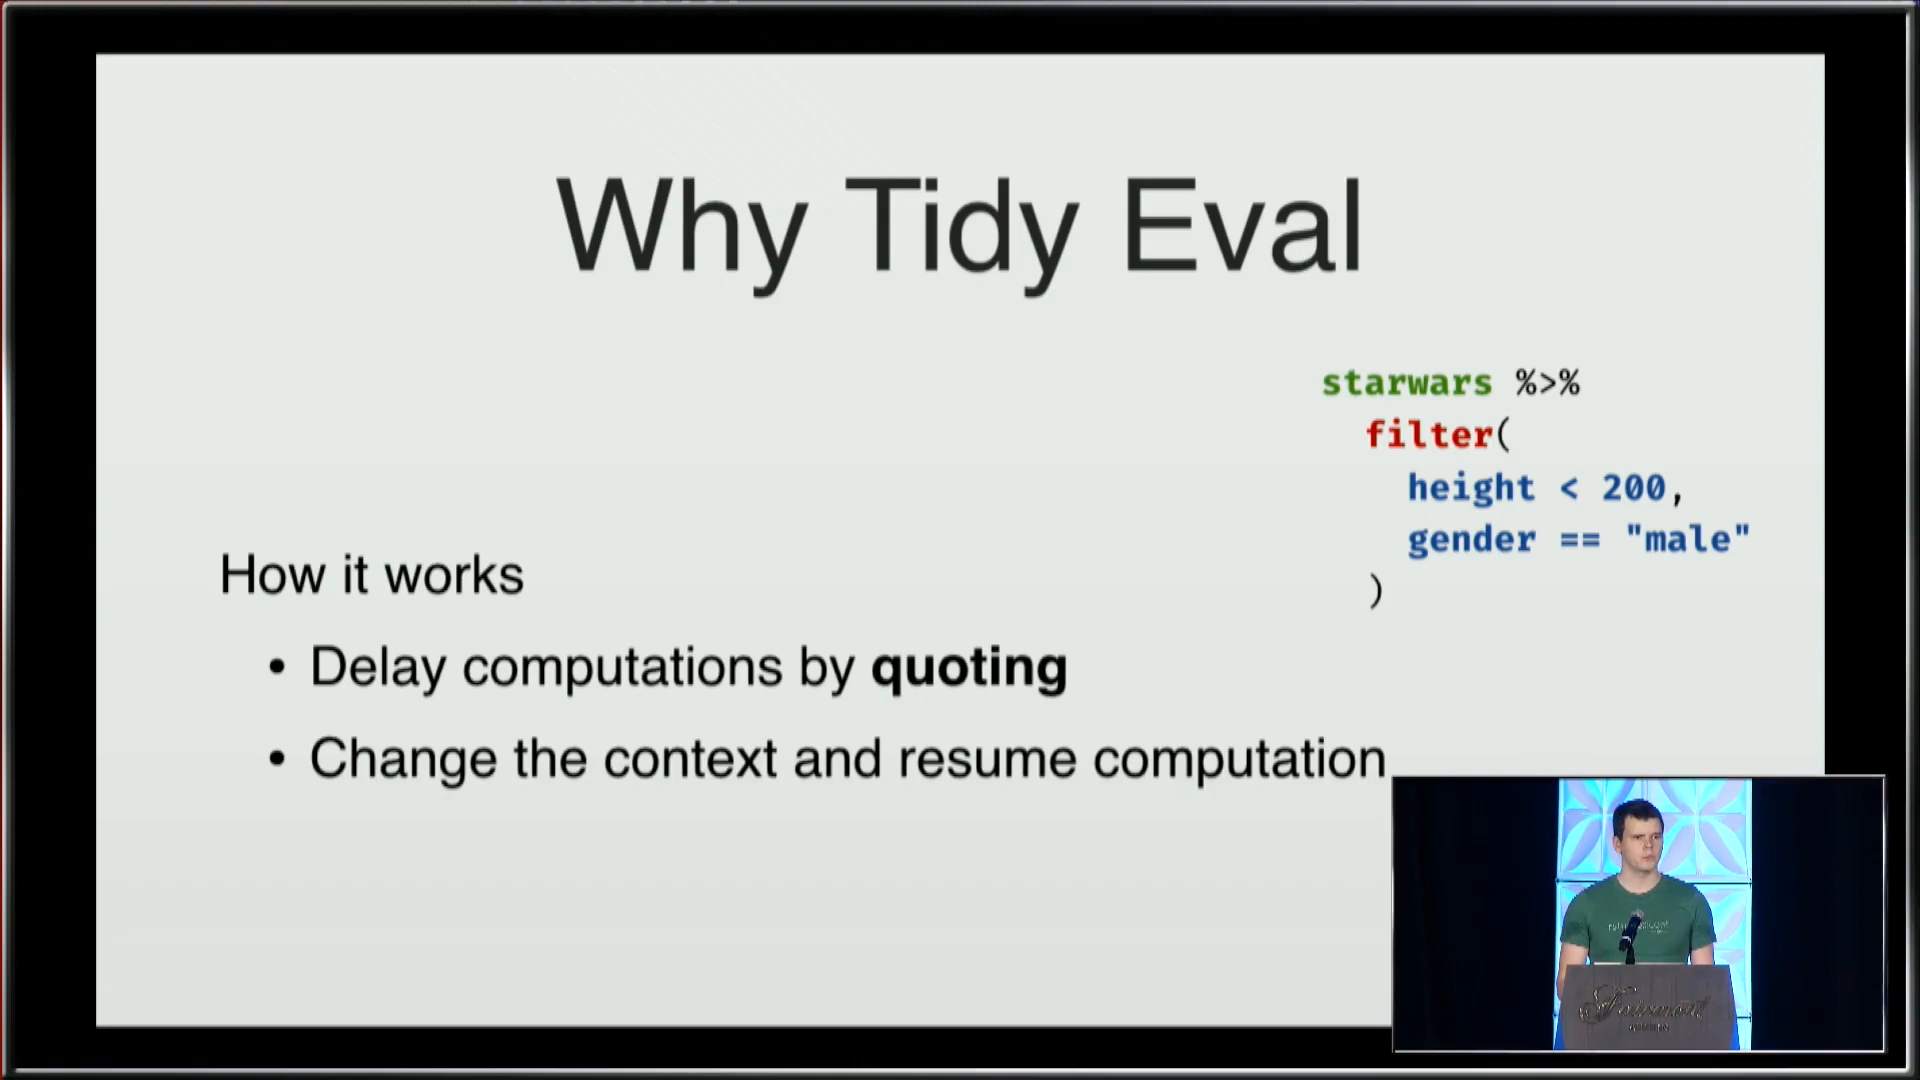 Why Tidy Eval
starwars %>%
filter(
height < 200,
gender == "male"
)
How it works
• Delay computations by quoting
• Change the context and resume computation
Fairmont